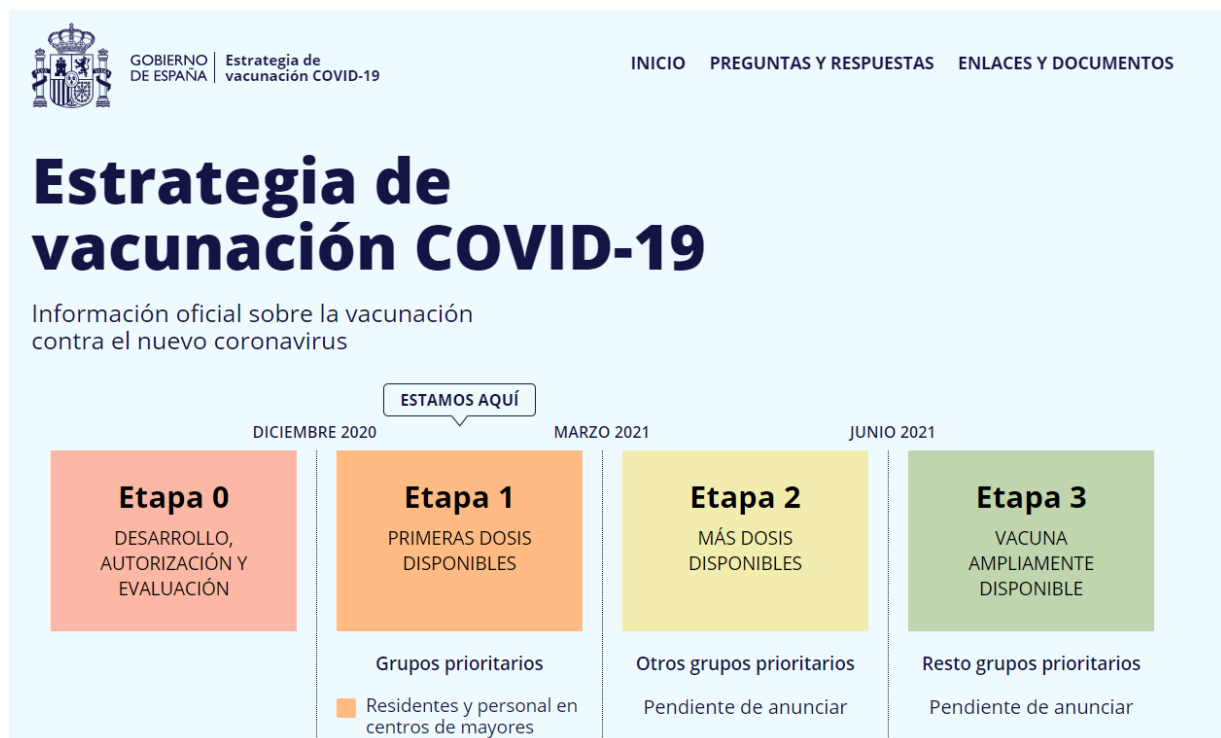 GOBIERNO
DE ESPAÑA
Estrategia de
vacunación COVID-19
INICIO PREGUNTAS Y RESPUESTAS ENLACES Y DOCUMENTOS
Estrategia de
vacunación COVID-19
Información oficial sobre la vacunación
contra el nuevo coronavirus
ESTAMOS AQUÍ
DICIEMBRE 2020 MARZO 2021 JUNIO 2021
Etapa 0
DESARROLLO,
AUTORIZACIÓN Y
EVALUACIÓN
Etapa 1
PRIMERAS DOSIS
DISPONIBLES
Grupos prioritarios
Residentes y personal en
centros de mayores
Etapa 2
MÁS DOSIS
DISPONIBLES
Otros grupos prioritarios
Pendiente de anunciar
Etapa 3
VACUNA
AMPLIAMENTE
DISPONIBLE
Resto grupos prioritarios
Pendiente de anunciar